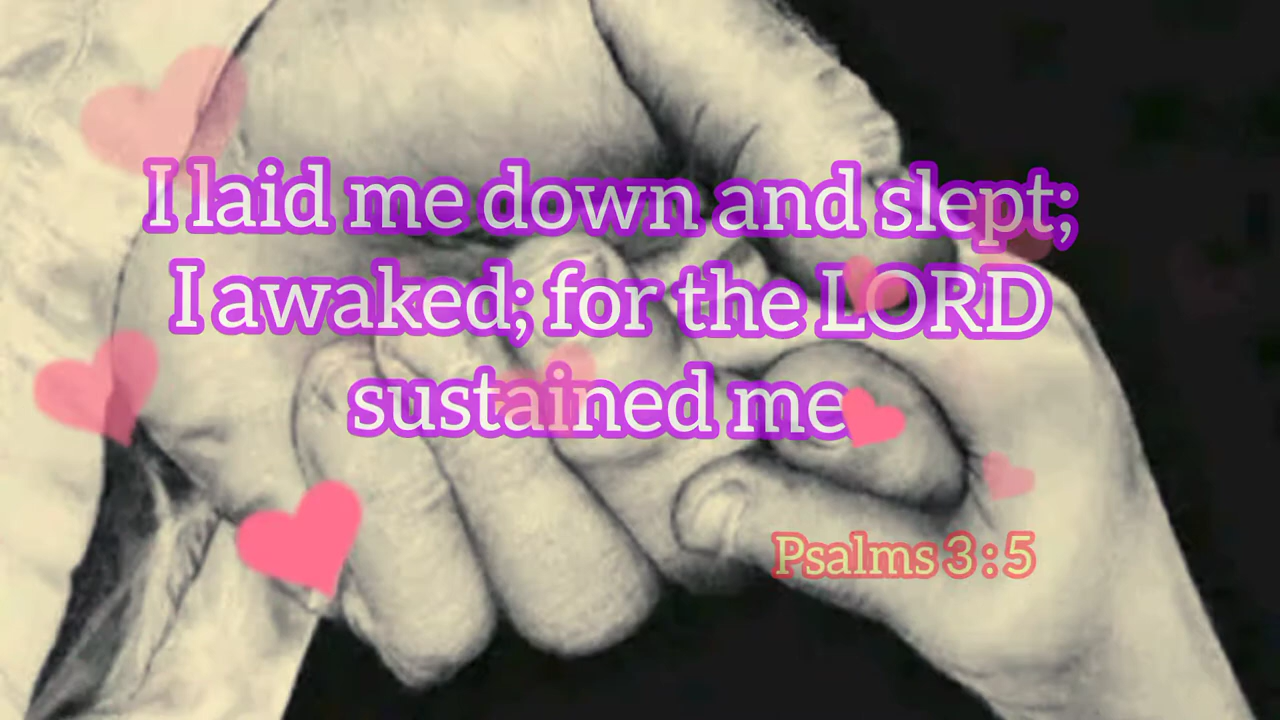 I laid me down and slept;
I awaked; for the LORD
sustained me
Psalms 3 : 5